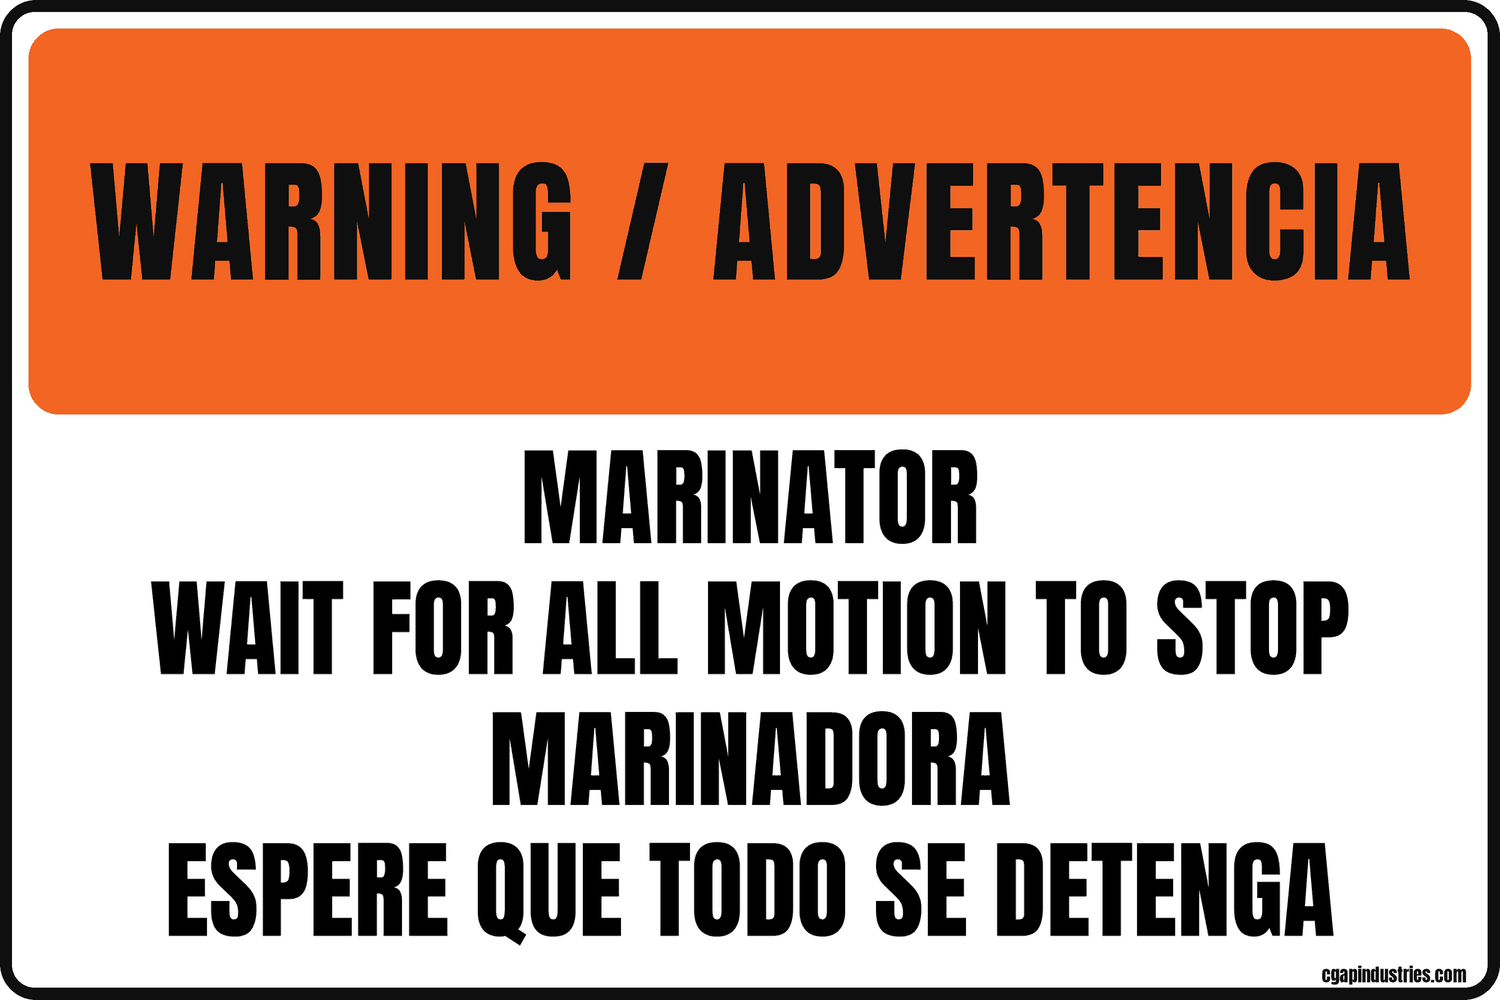 WARNING / ADVERTENCIA
MARINATOR
WAIT FOR ALL MOTION TO STOP
MARINADORA
ESPERE QUE TODO SE DETENGA
cgapindustries.com